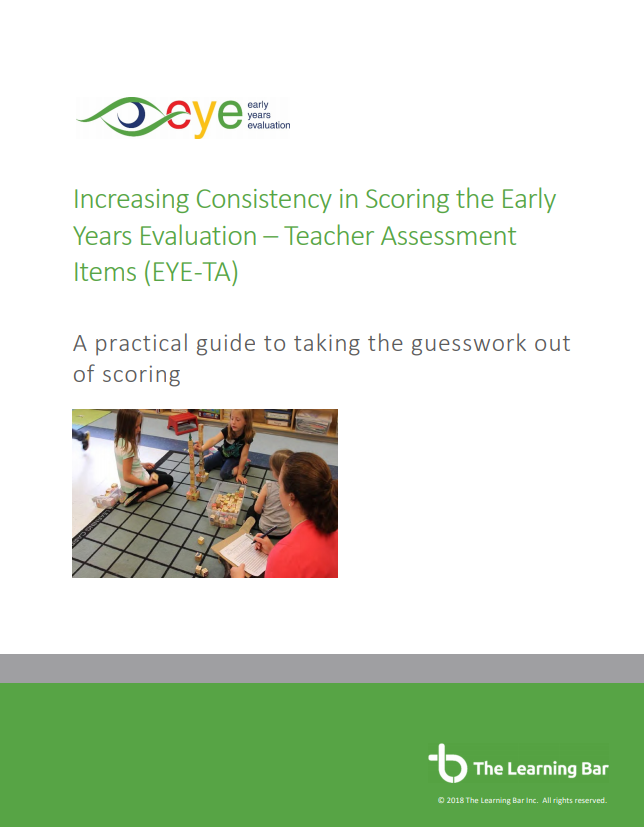 eye
early
years
evaluation
Increasing Consistency in Scoring the Early
Years Evaluation – Teacher Assessment
Items (EYE-TA)
A practical guide to taking the guesswork out
of scoring
The Learning Bar
© 2018 The Learning Bar Inc. All rights reserved.